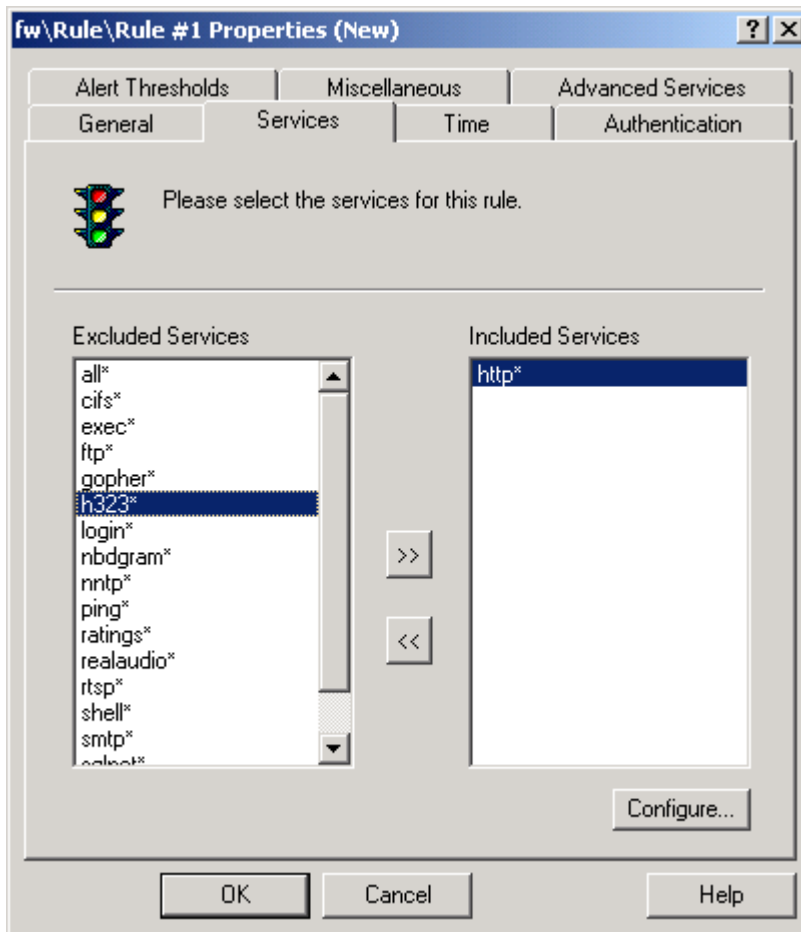 fw\Rule\Rule #1 Properties (New)
Alert Thresholds
Miscellaneous
Advanced Services
General
Services
Time
Authentication
Please select the services for this rule.
Excluded Services
all*
cifs*
exec*
ftp*
gopher*
h323*
login*
nbdgram*
nntp*
ping*
ratings*
realaudio*
rtsp*
shell*
smtp*
>>
<<
Included Services
http*
Configure...
OK
Cancel
Help